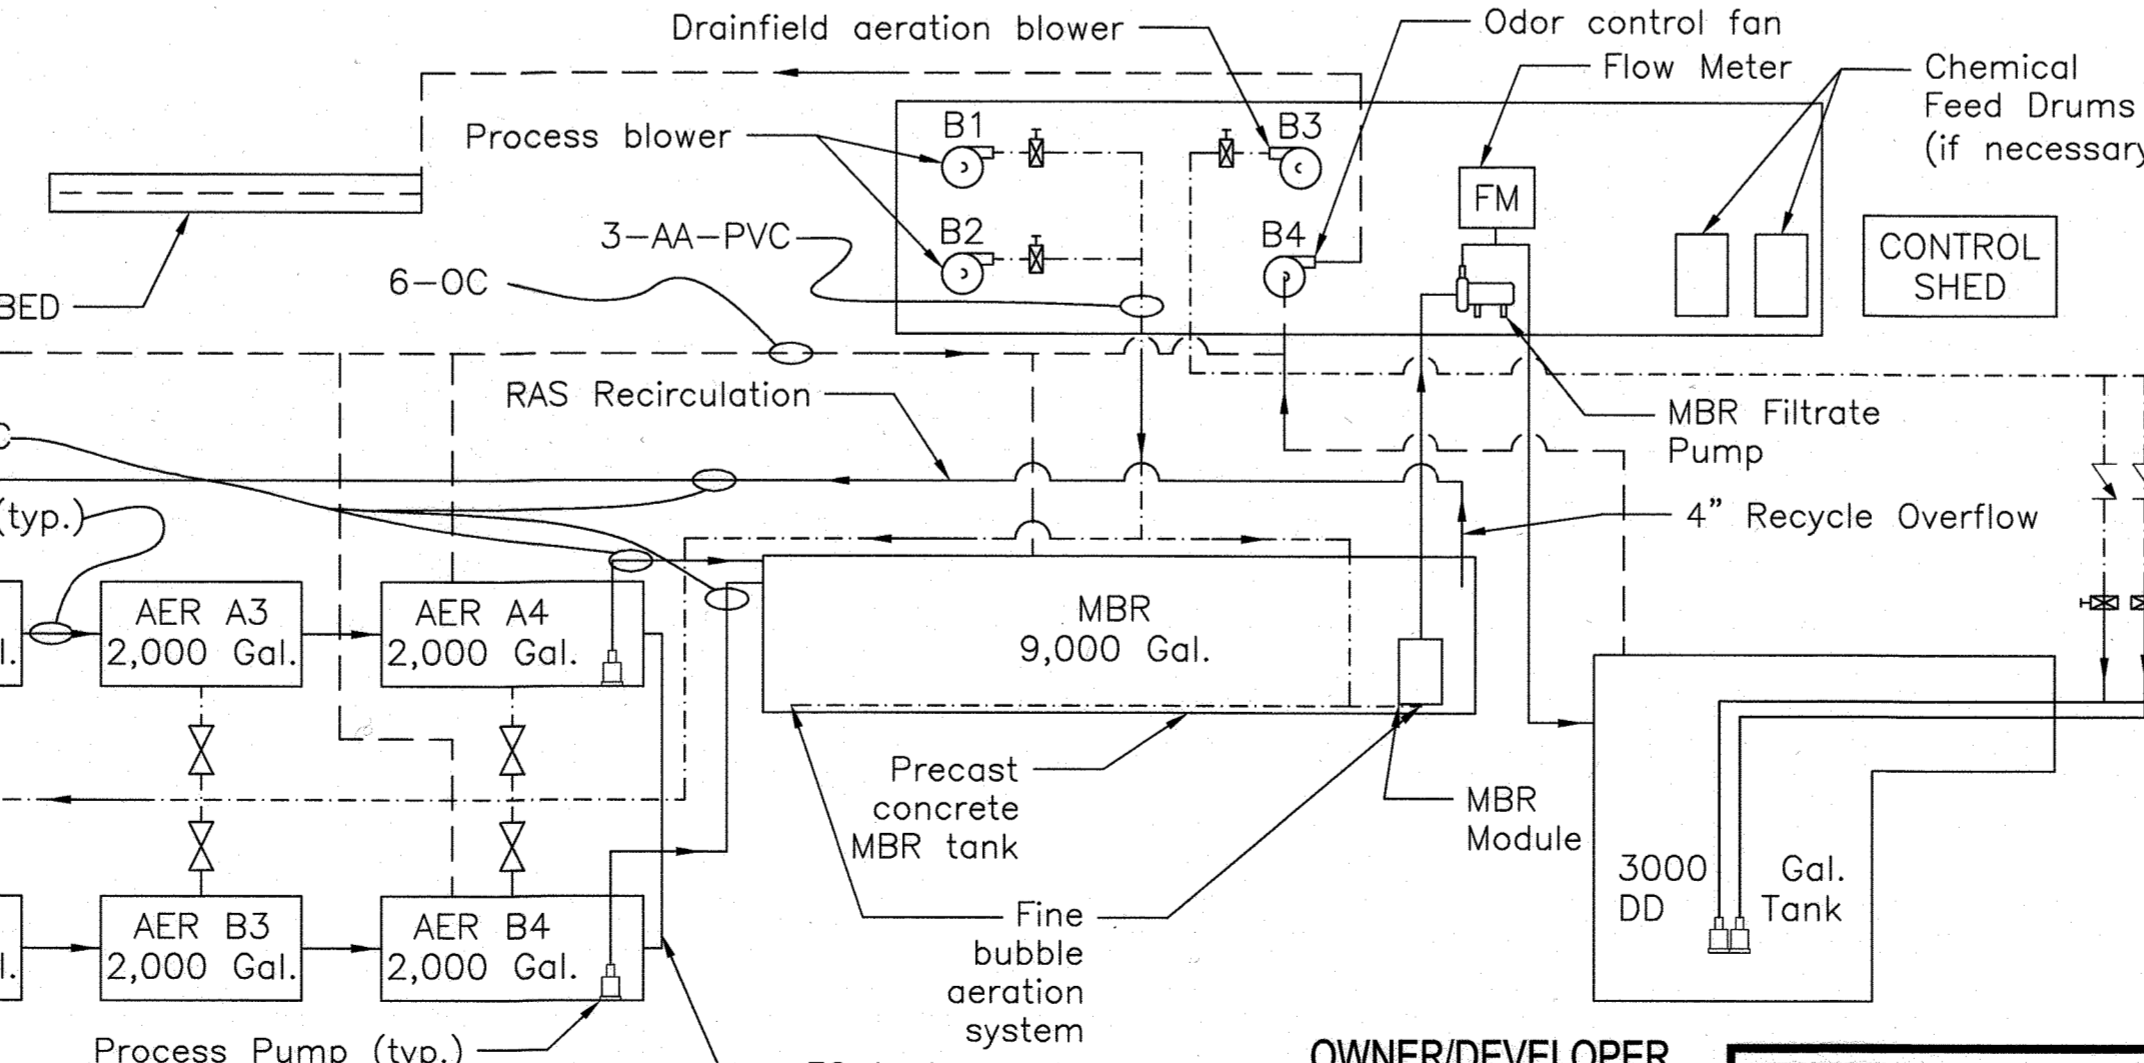 Drainfield aeration blower
Odor control fan
Flow Meter
Chemical
Feed Drums
(if necessary
Process blower
B1
B3
FM
3-AA-PVC
B2
B4
CONTROL
SHED
6-OC
BED
RAS Recirculation
MBR Filtrate
Pump
C
(typ.)
4" Recycle Overflow
l.
AER A3
2,000 Gal.
AER A4
2,000 Gal.
MBR
9,000 Gal.
Precast
concrete
MBR tank
MBR
Module
3000 Gal.
DD Tank
l.
AER B3
2,000 Gal.
AER B4
2,000 Gal.
Fine
bubble
aeration
system
Process Pump (typ.)
OWNER/DEVELOPER